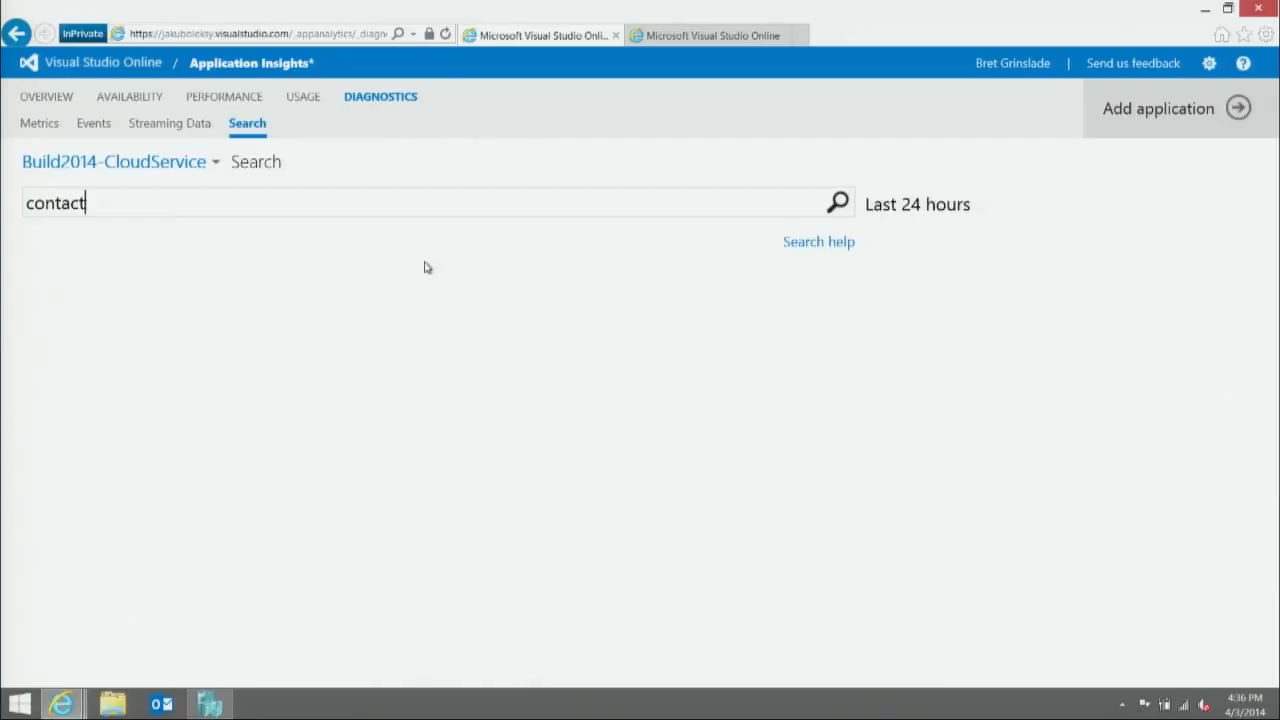 InPrivate https://jakuboleksy.visualstudio.com/_appanalytics/_diagn Microsoft Visual Studio Onli... Microsoft Visual Studio Online
Visual Studio Online / Application Insights* Bret Grinslade | Send us feedback
OVERVIEW AVAILABILITY PERFORMANCE USAGE DIAGNOSTICS
Add application
Metrics Events Streaming Data Search
Build2014-CloudService Search
contact Last 24 hours
Search help
4:36 PM
4/3/2014